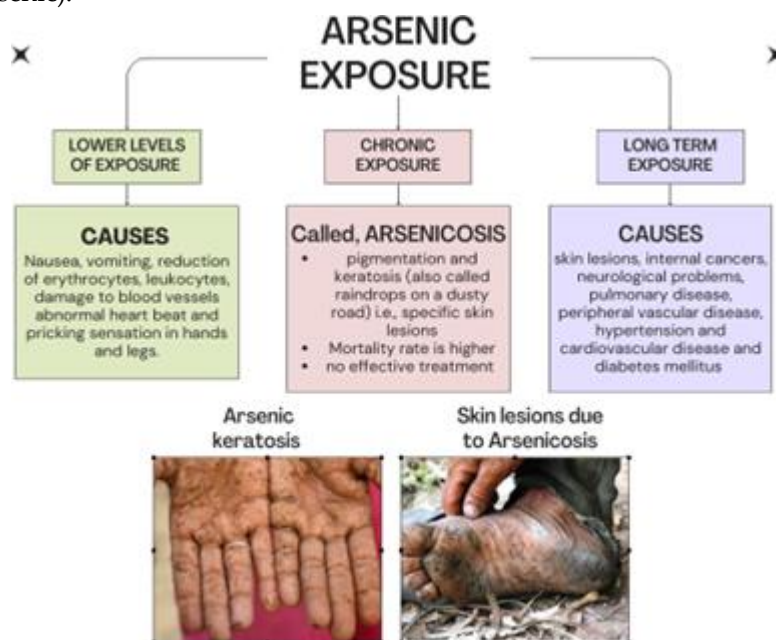 senic).
ARSENIC
EXPOSURE
LOWER LEVELS
OF EXPOSURE
CAUSES
Nausea, vomiting, reduction
of erythrocytes, leukocytes,
damage to blood vessels
abnormal heart beat and
pricking sensation in hands
and legs.
CHRONIC
EXPOSURE
Called, ARSENICOSIS
• pigmentation and
keratosis (also called
raindrops on a dusty
road) i.e., specific skin
lesions
• Mortality rate is higher
• no effective treatment
LONG TERM
EXPOSURE
CAUSES
skin lesions, internal cancers,
neurological problems,
pulmonary disease,
peripheral vascular disease,
hypertension and
cardiovascular disease and
diabetes mellitus
Arsenic
keratosis
Skin lesions due
to Arsenicosis